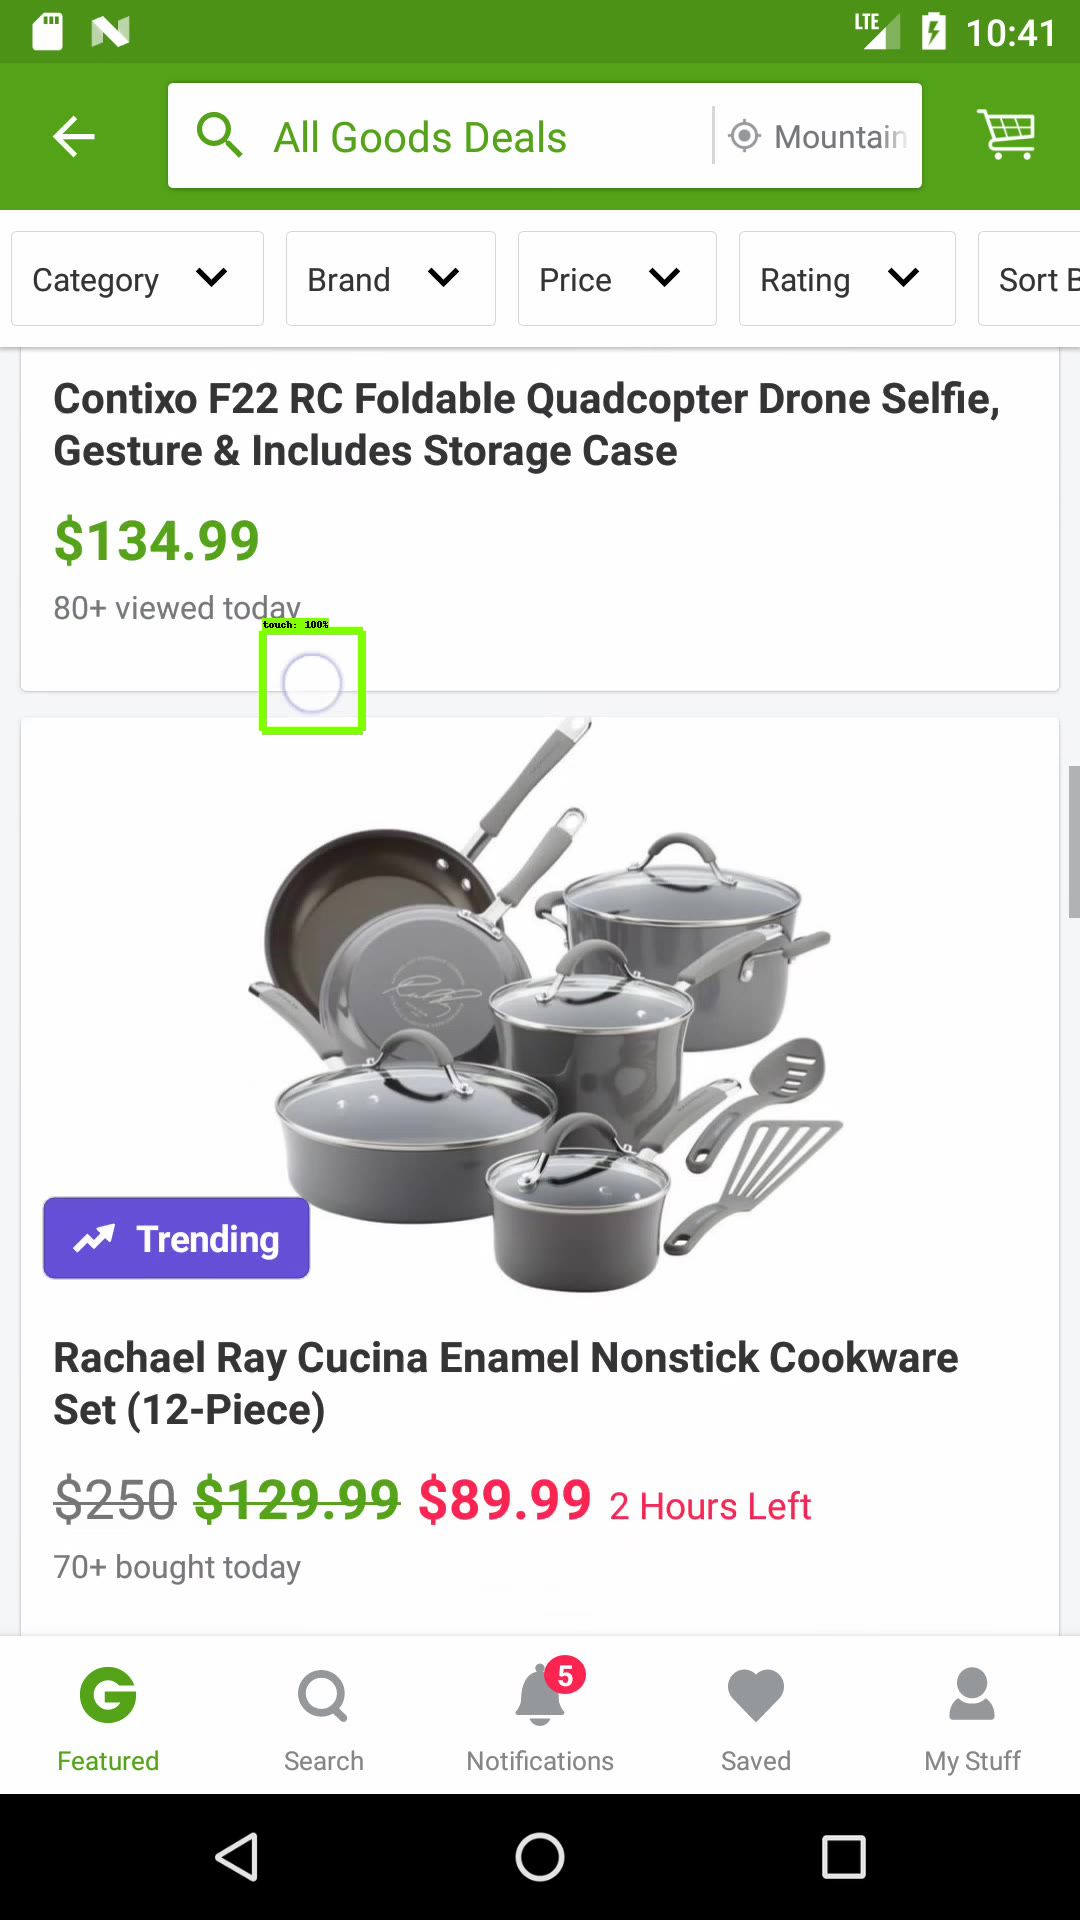 LTE 10:41
All Goods Deals Mountain
Category Brand Price Rating Sort B
Contixo F22 RC Foldable Quadcopter Drone Selfie,
Gesture & Includes Storage Case
$134.99
80+ viewed today
touch: 100%
Trending
Rachael Ray Cucina Enamel Nonstick Cookware
Set (12-Piece)
$250 $129.99 $89.99 2 Hours Left
70+ bought today
5
Featured Search Notifications Saved My Stuff